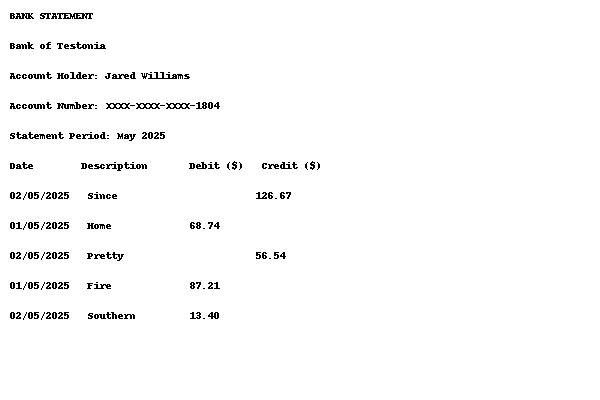 BANK STATEMENT
Bank of Testonia
Account Holder: Jared Williams
Account Number: XXXX-XXXX-XXXX-1804
Statement Period: May 2025
Date Description Debit ($) Credit ($)
02/05/2025 Since 126.67
01/05/2025 Home 68.74
02/05/2025 Pretty 56.54
01/05/2025 Fire 87.21
02/05/2025 Southern 13.40